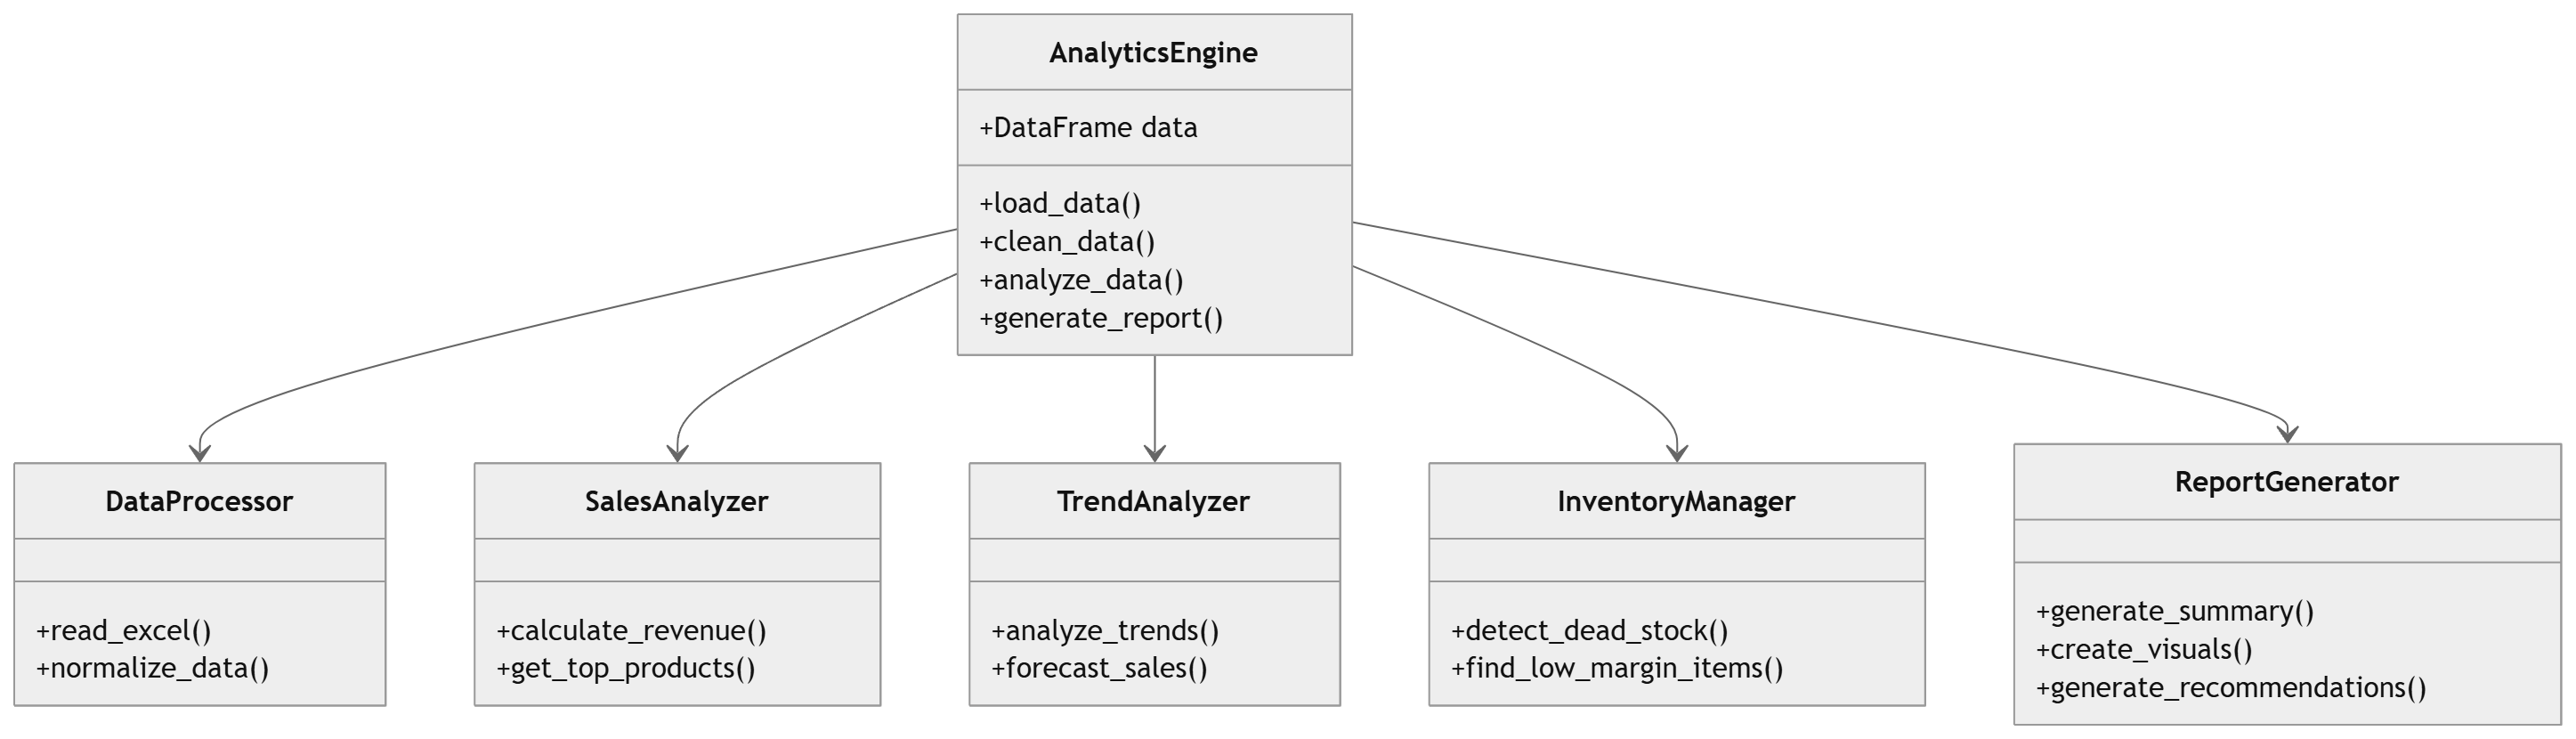 AnalyticsEngine
+DataFrame data
+load_data()
+clean_data()
+analyze_data()
+generate_report()
DataProcessor
+read_excel()
+normalize_data()
SalesAnalyzer
+calculate_revenue()
+get_top_products()
TrendAnalyzer
+analyze_trends()
+forecast_sales()
InventoryManager
+detect_dead_stock()
+find_low_margin_items()
ReportGenerator
+generate_summary()
+create_visuals()
+generate_recommendations()